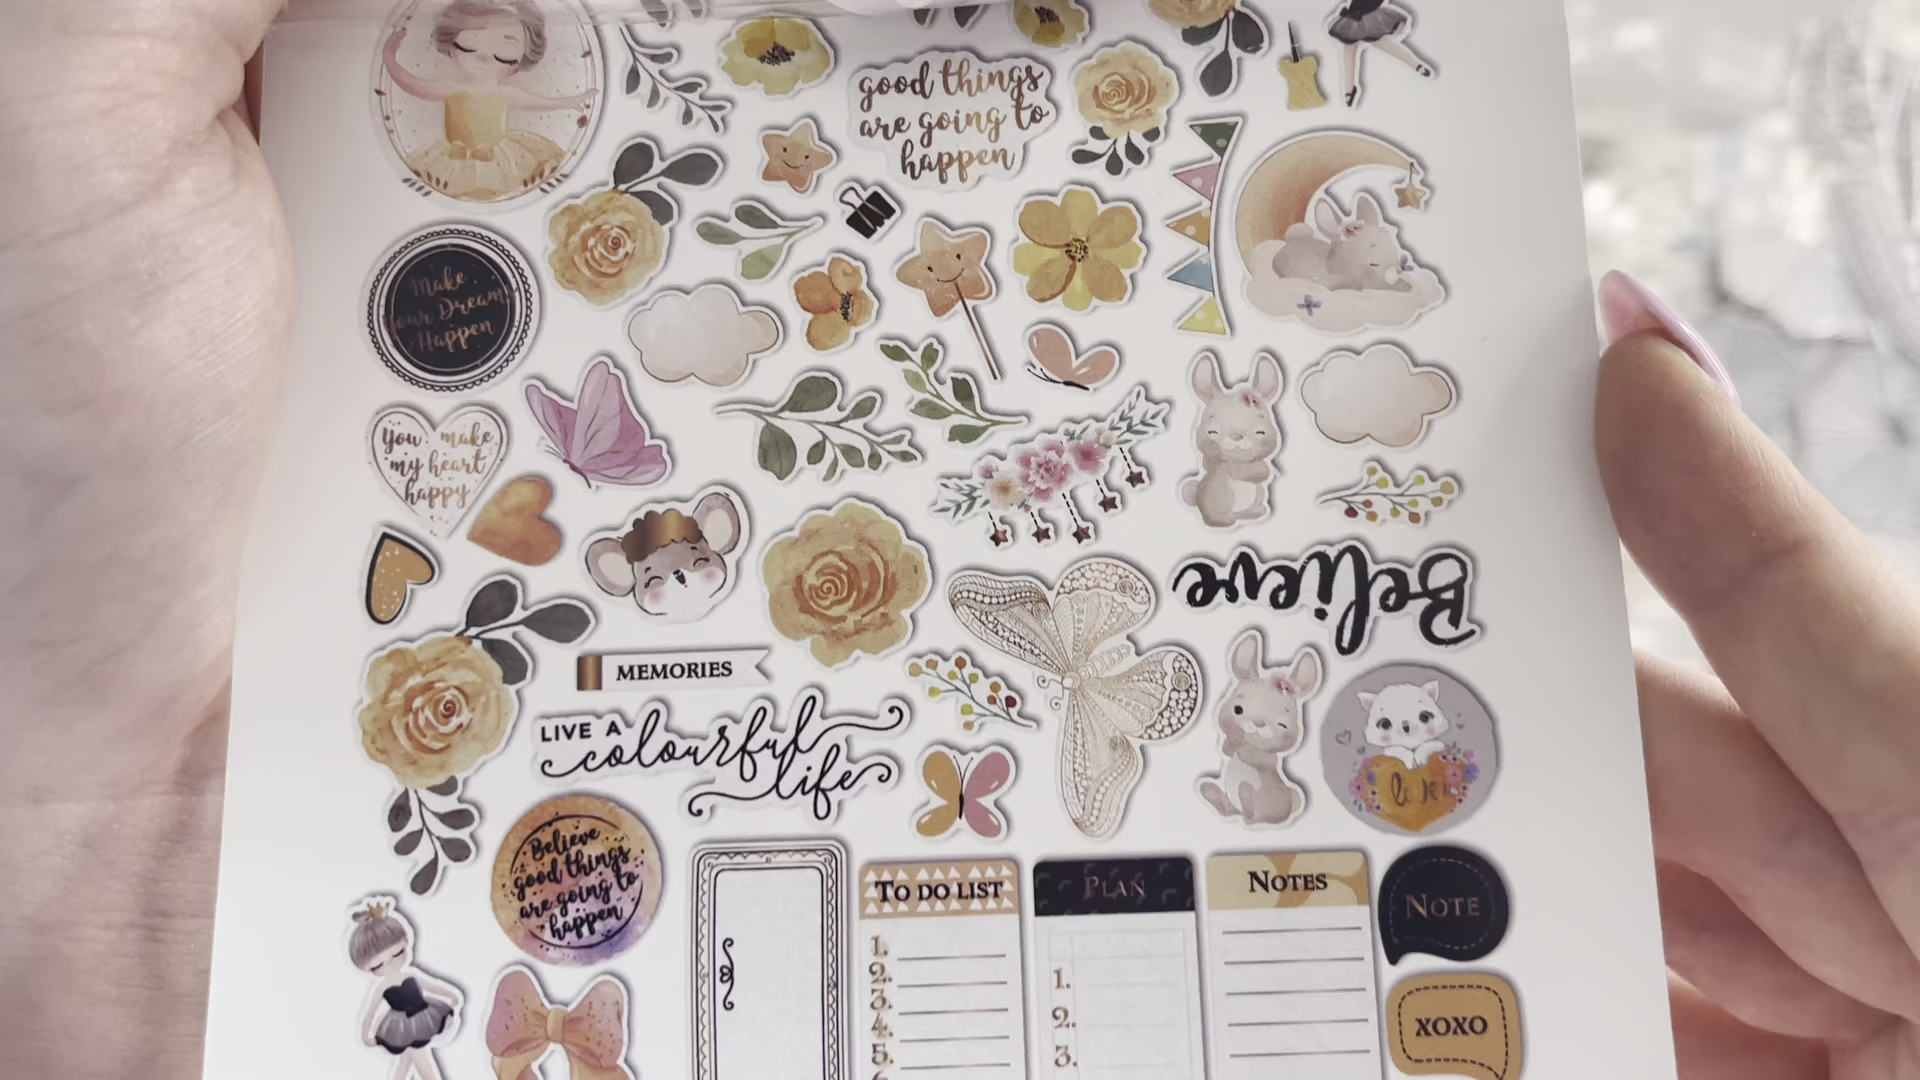 good things
are going to
happen
Make
Your Dream
Happen
You make
my heart
happy
Believe
MEMORIES
LIVE A
colourful
life
Believe
good things
are going to
happen
TO DO LIST
1.
2.
3.
4.
5.
PLAN
1.
2.
3.
NOTES
NOTE
XOXO